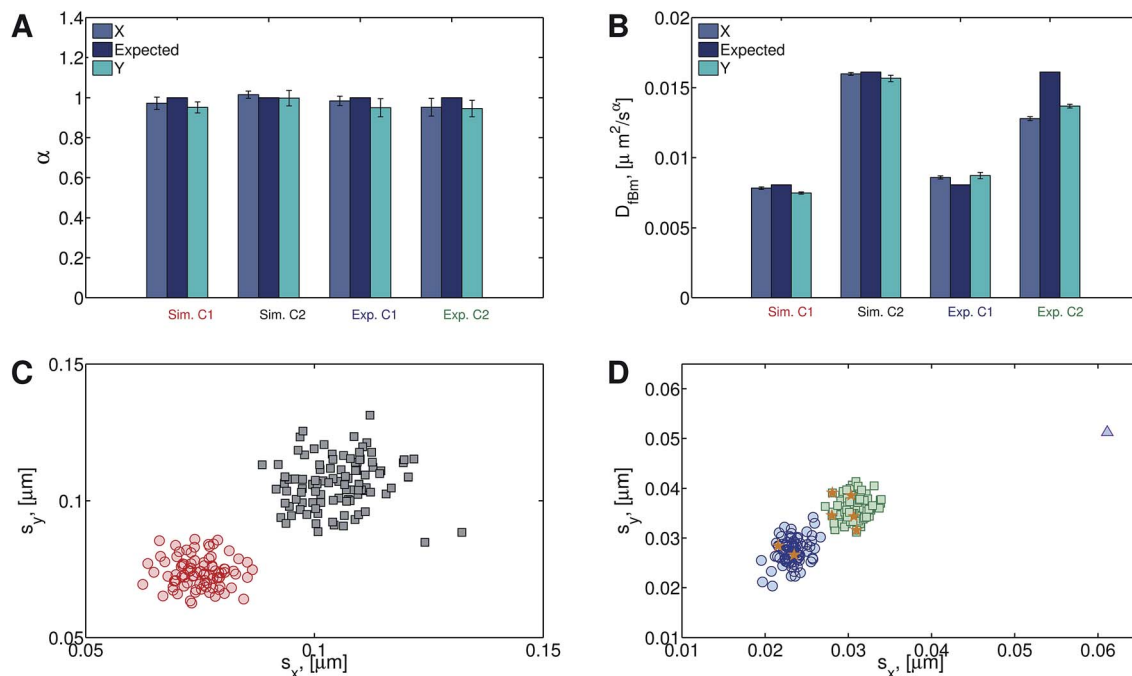 A
1.4
1.2
1
0.8
0.6
0.4
0.2
0
α
X
Expected
Y
Sim. C1
Sim. C2
Exp. C1
Exp. C2
B
0.02
0.015
0.01
0.005
0
D_fBm, [μ m²/s^α]
X
Expected
Y
Sim. C1
Sim. C2
Exp. C1
Exp. C2
C
0.15
0.1
0.05
s_y, [μm]
0.05
0.1
0.15
s_x, [μm]
D
0.06
0.05
0.04
0.03
0.02
0.01
s_y, [μm]
0.01
0.02
0.03
0.04
0.05
0.06
s_x, [μm]